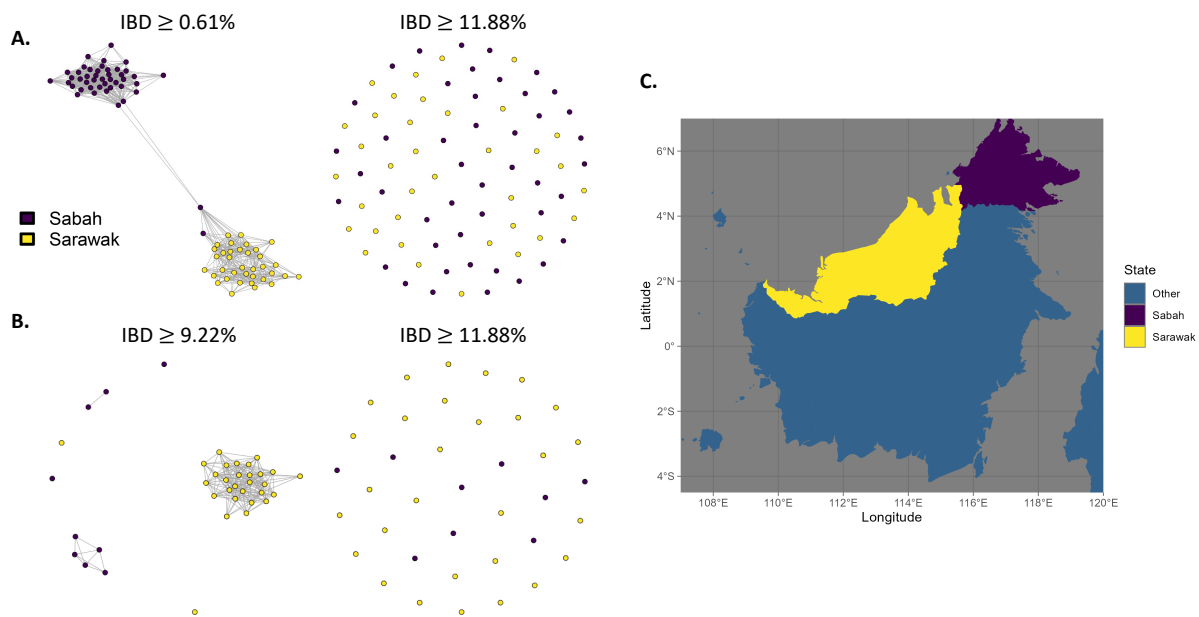 A.
IBD ≥ 0.61%
IBD ≥ 11.88%
Sabah
Sarawak
B.
IBD ≥ 9.22%
IBD ≥ 11.88%
C.
6°N
4°N
2°N
0°
2°S
4°S
Latitude
108°E 110°E 112°E 114°E 116°E 118°E 120°E
Longitude
State
Other
Sabah
Sarawak